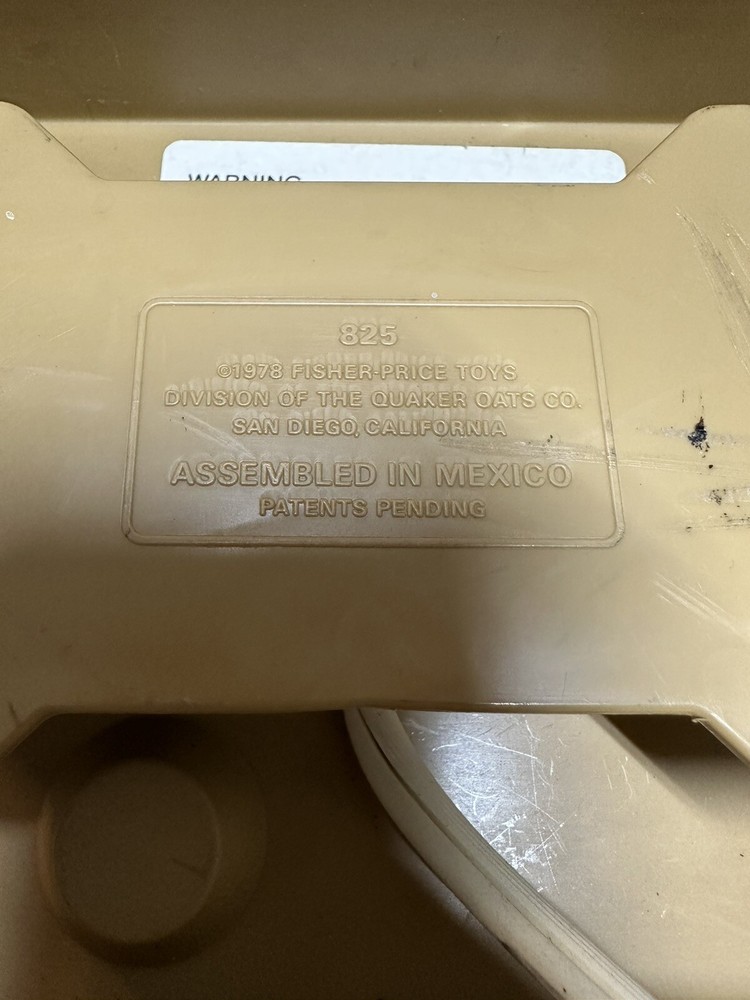 WARNING
825
©1978 FISHER-PRICE TOYS
DIVISION OF THE QUAKER OATS CO.
SAN DIEGO, CALIFORNIA
ASSEMBLED IN MEXICO
PATENTS PENDING